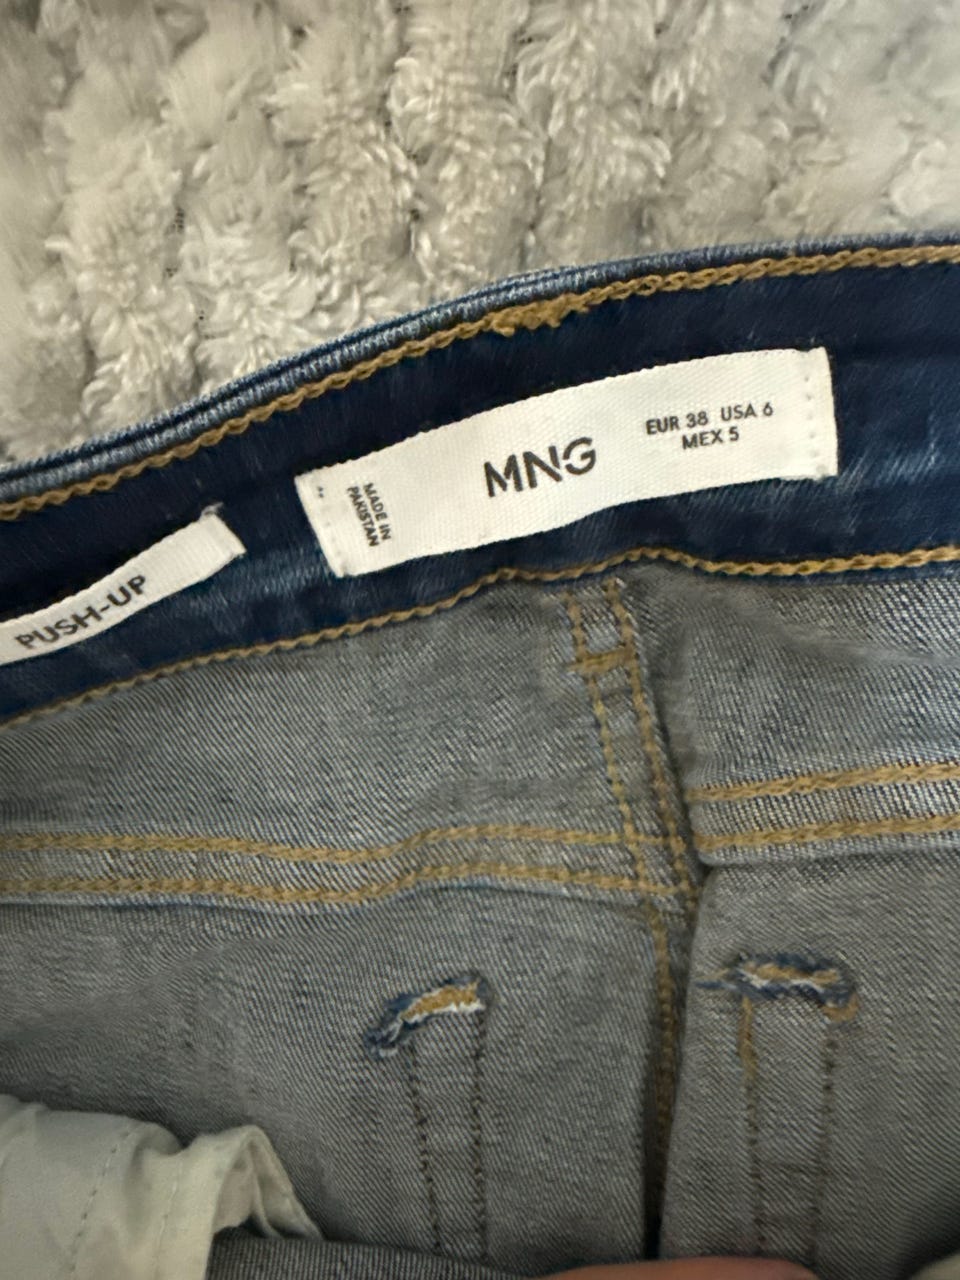 MNG
EUR 38 USA 6
MEX 5
MADE IN
PAKISTAN
PUSH-UP